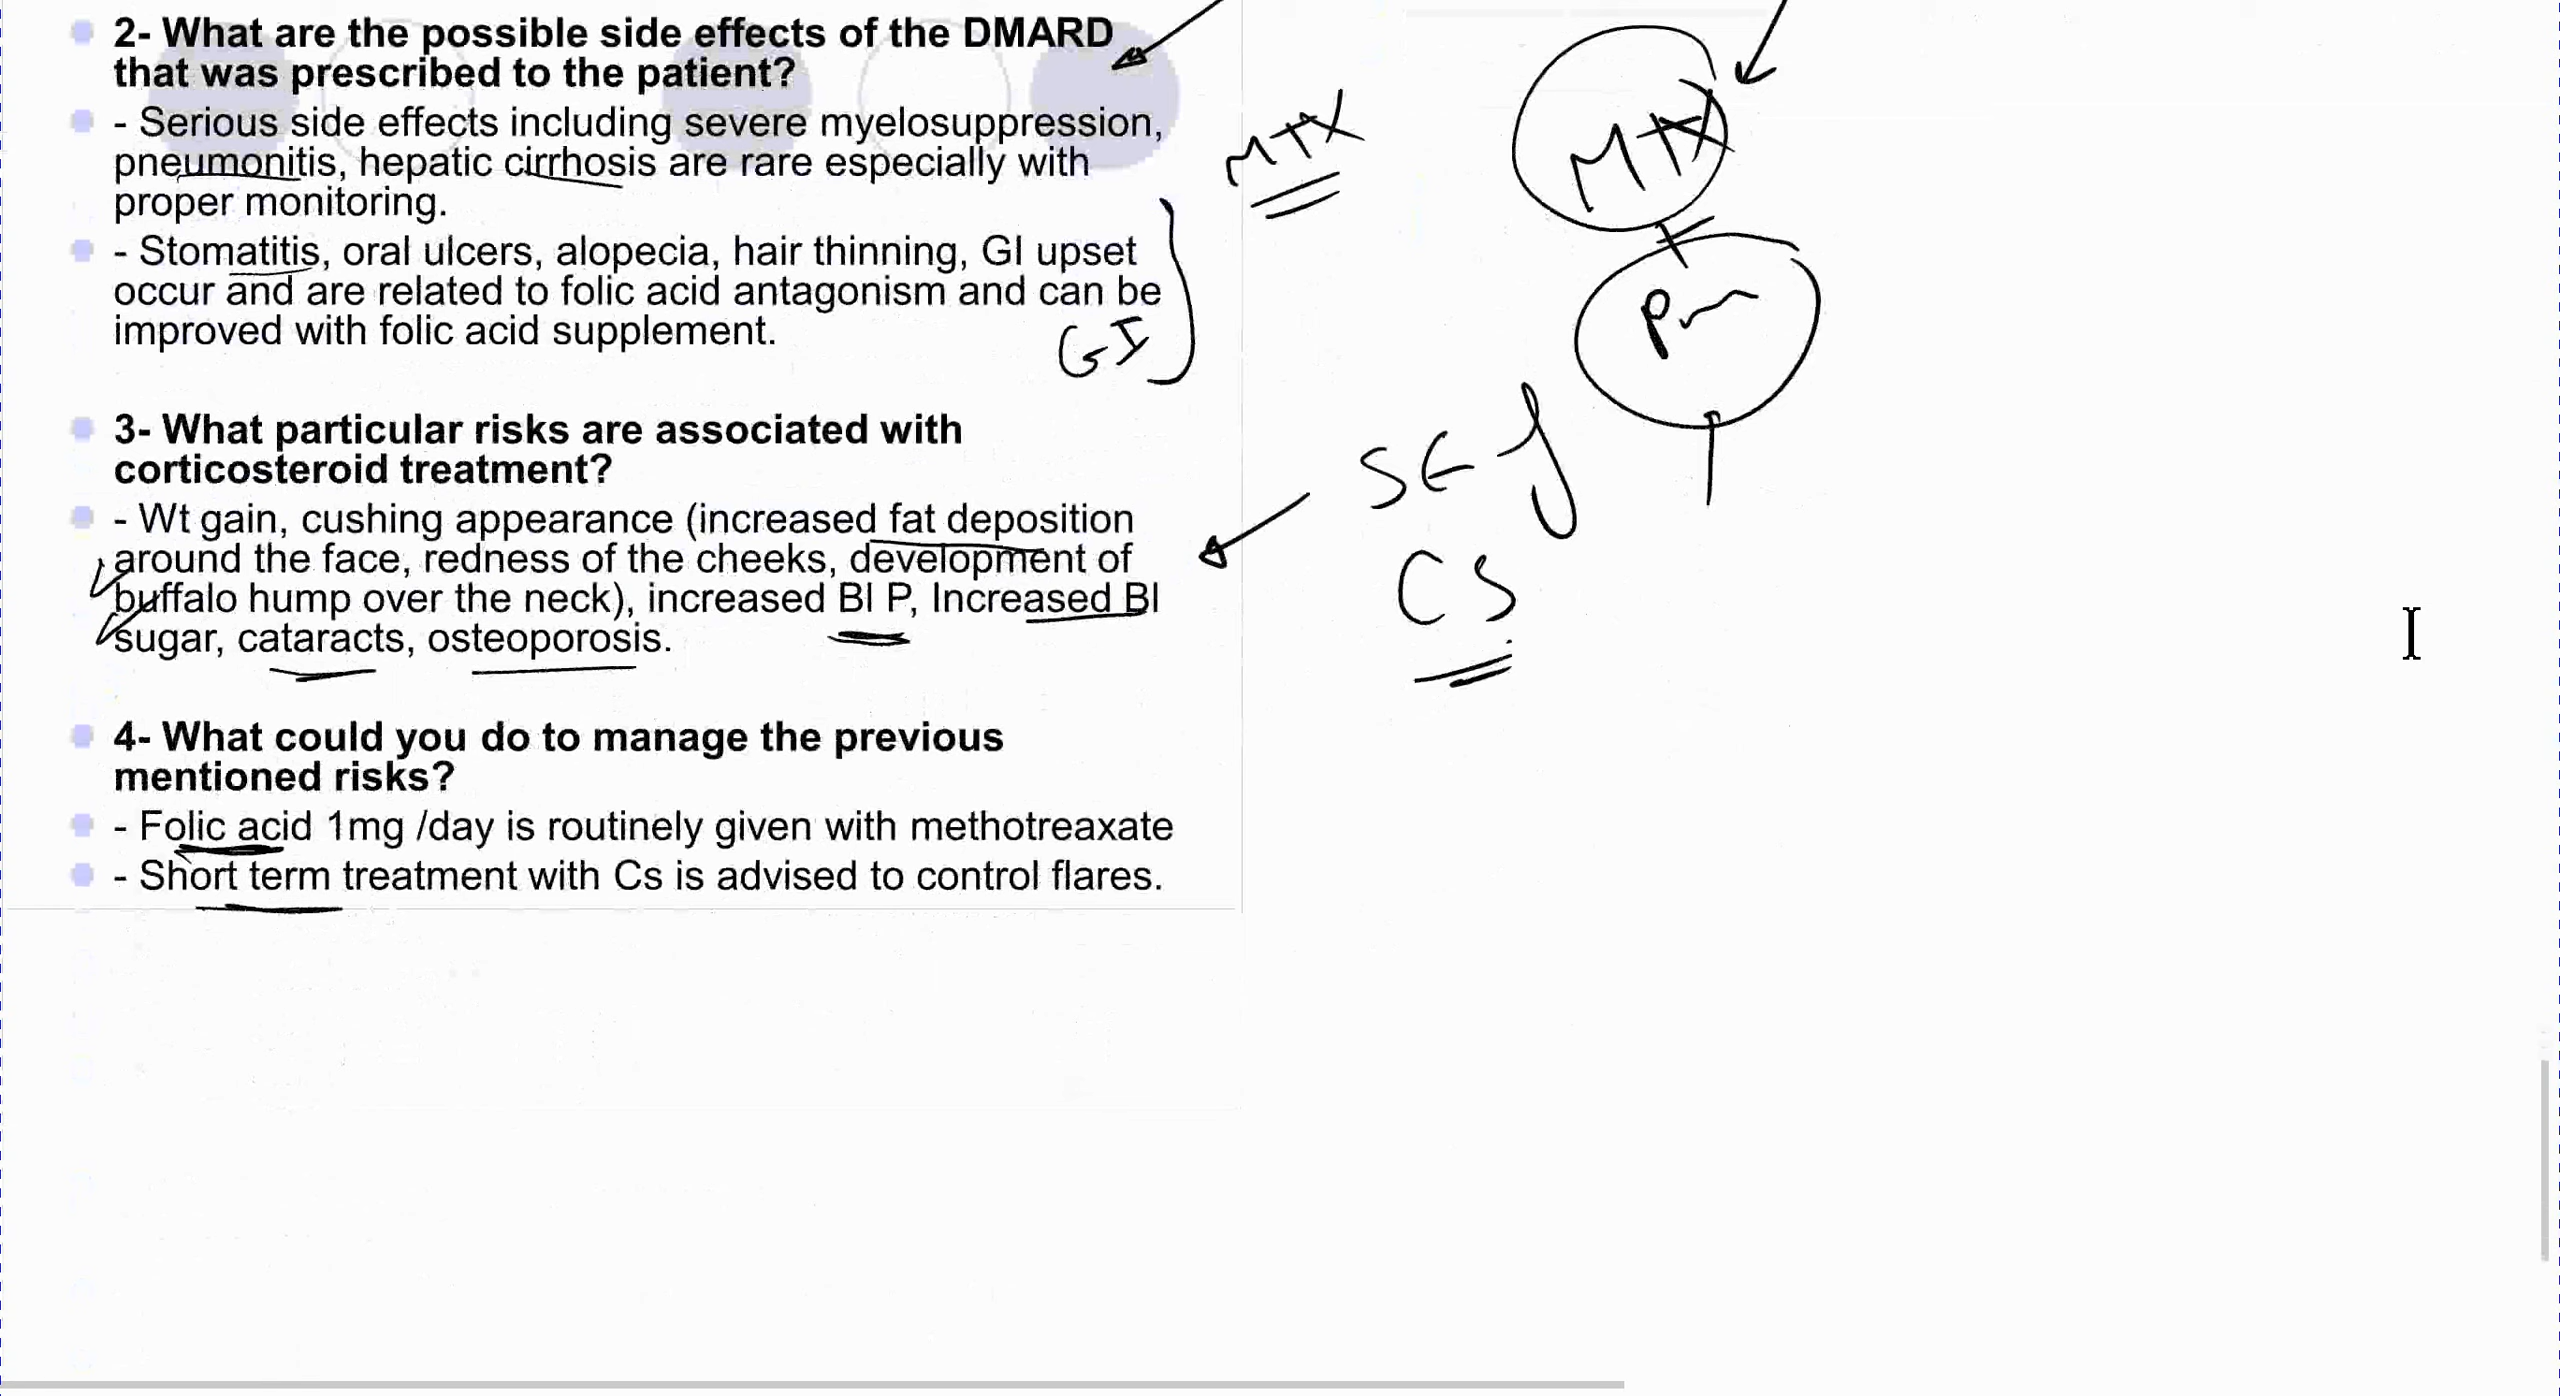 2- What are the possible side effects of the DMARD
that was prescribed to the patient?
- Serious side effects including severe myelosuppression,
pneumonitis, hepatic cirrhosis are rare especially with
proper monitoring.
- Stomatitis, oral ulcers, alopecia, hair thinning, GI upset
occur and are related to folic acid antagonism and can be
improved with folic acid supplement.
GI
MTX
MTX
3- What particular risks are associated with
corticosteroid treatment?
- Wt gain, cushing appearance (increased fat deposition
around the face, redness of the cheeks, development of
buffalo hump over the neck), increased Bl P, Increased Bl
sugar, cataracts, osteoporosis.
SE
CS
4- What could you do to manage the previous
mentioned risks?
- Folic acid 1mg /day is routinely given with methotreaxate
- Short term treatment with Cs is advised to control flares.